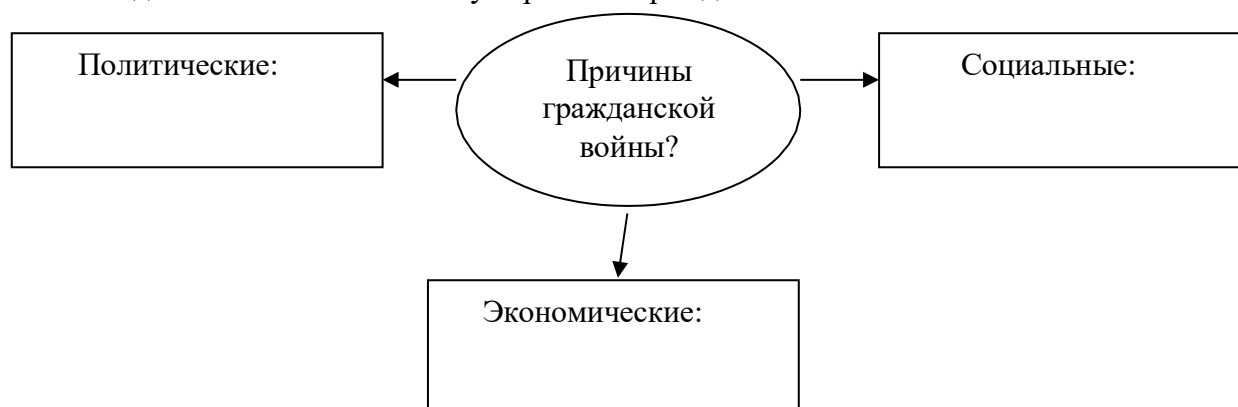 Политические:
Причины
гражданской
войны?
Социальные:
Экономические: